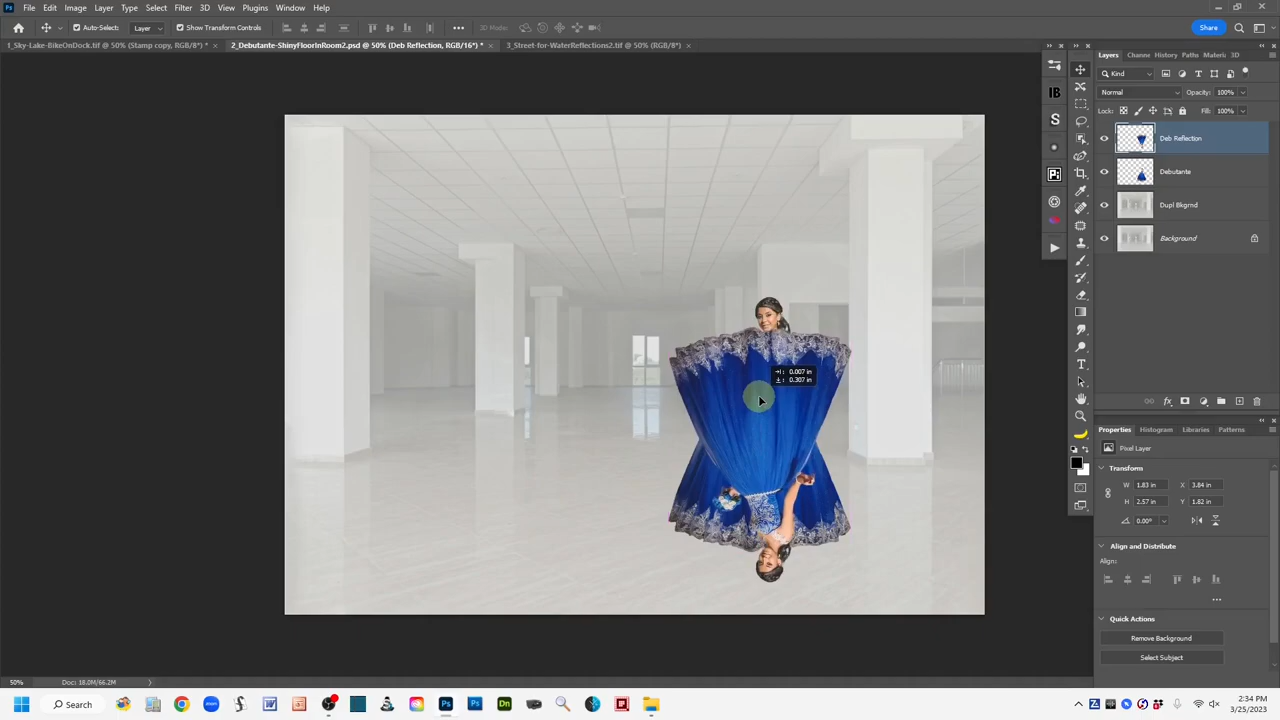 File Edit Image Layer Type Select Filter 3D View Plugins Window Help
Auto-Select: Layer Show Transform Controls 3D Mode: Share
1_Sky-Lake-BikeOnDock.tif @ 50% (Stamp copy, RGB/8*) * × 2_Debutante-ShinyFloorInRoom2.psd @ 50% (Deb Reflection, RGB/16*) * × 3_Street-for-WaterReflections2.tif @ 50% (RGB/8*) ×
Layers Channe History Paths Materia 3D
Kind
Normal Opacity: 100%
Lock: Fill: 100%
Deb Reflection
Debutante
Dupl Bkgrnd
Background
IB
S
0.007 in
0.307 in
Properties Histogram Libraries Patterns
Pixel Layer
Transform
W 1.83 in X 3.84 in
H 2.57 in Y 1.82 in
0.00°
Align and Distribute
Align:
Quick Actions
Remove Background
Select Subject
50% Doc: 18.0M/66.2M
Search
2:34 PM
3/25/2023